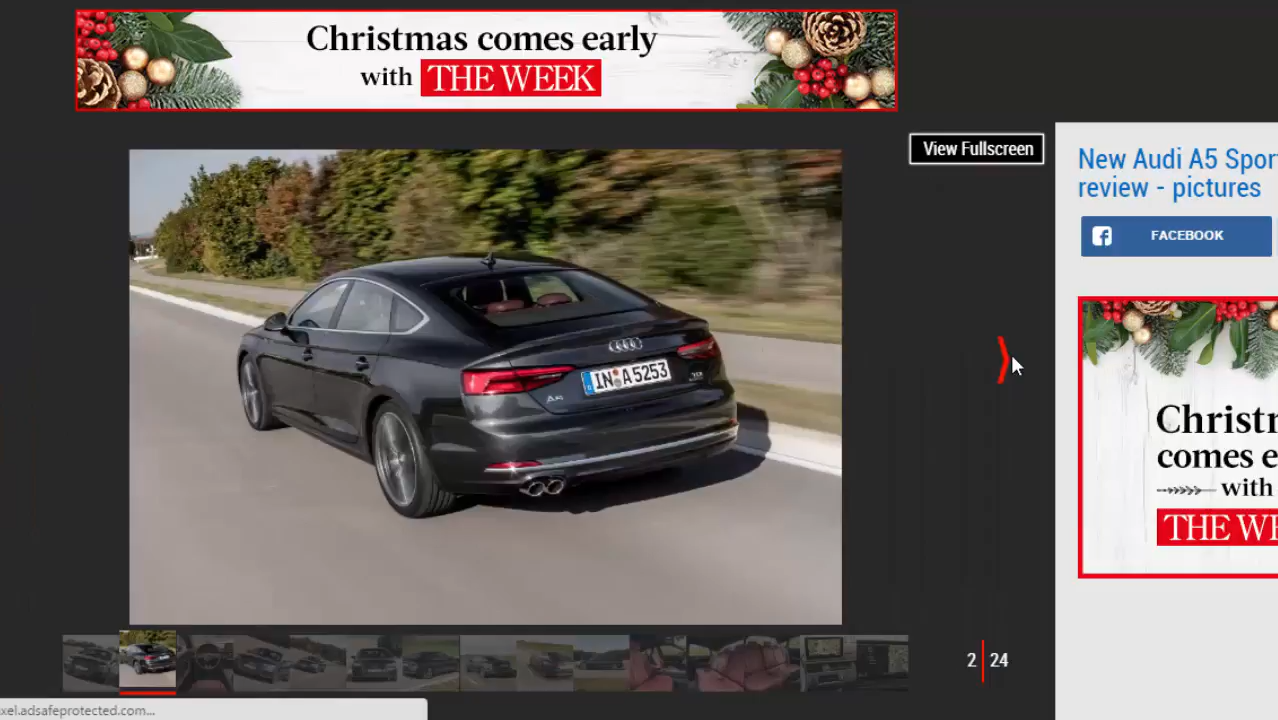 Christmas comes early
with THE WEEK
View Fullscreen
New Audi A5 Spor
review - pictures
FACEBOOK
IN A 5253
A5
Christm
comes e
with
THE WE
2 24
xel.adsafeprotected.com...